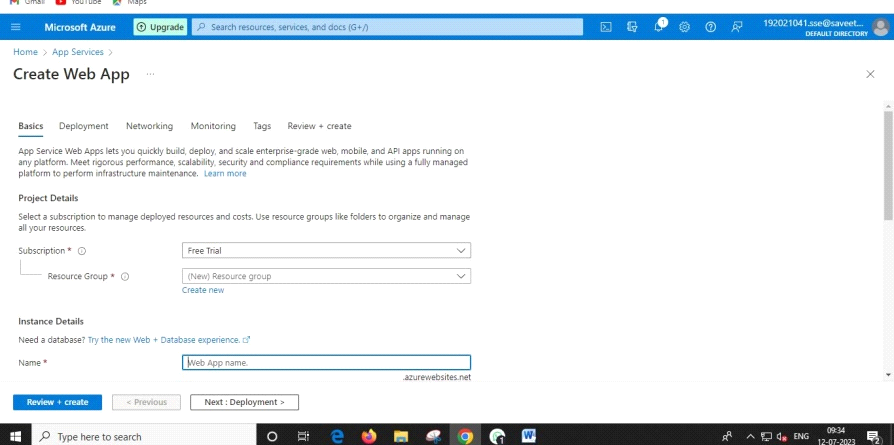 Gmail YouTube Maps
Microsoft Azure Upgrade Search resources, services, and docs (G+/) 1 192021041.sse@saveet...
DEFAULT DIRECTORY
Home > App Services >
Create Web App ...
Basics Deployment Networking Monitoring Tags Review + create
App Service Web Apps lets you quickly build, deploy, and scale enterprise-grade web, mobile, and API apps running on
any platform. Meet rigorous performance, scalability, security and compliance requirements while using a fully managed
platform to perform infrastructure maintenance. Learn more
Project Details
Select a subscription to manage deployed resources and costs. Use resource groups like folders to organize and manage
all your resources.
Subscription * Free Trial
Resource Group * (New) Resource group
Create new
Instance Details
Need a database? Try the new Web + Database experience.
Name * Web App name.
.azurewebsites.net
Review + create < Previous Next : Deployment >
Type here to search ENG 09:34
12-07-2023 2